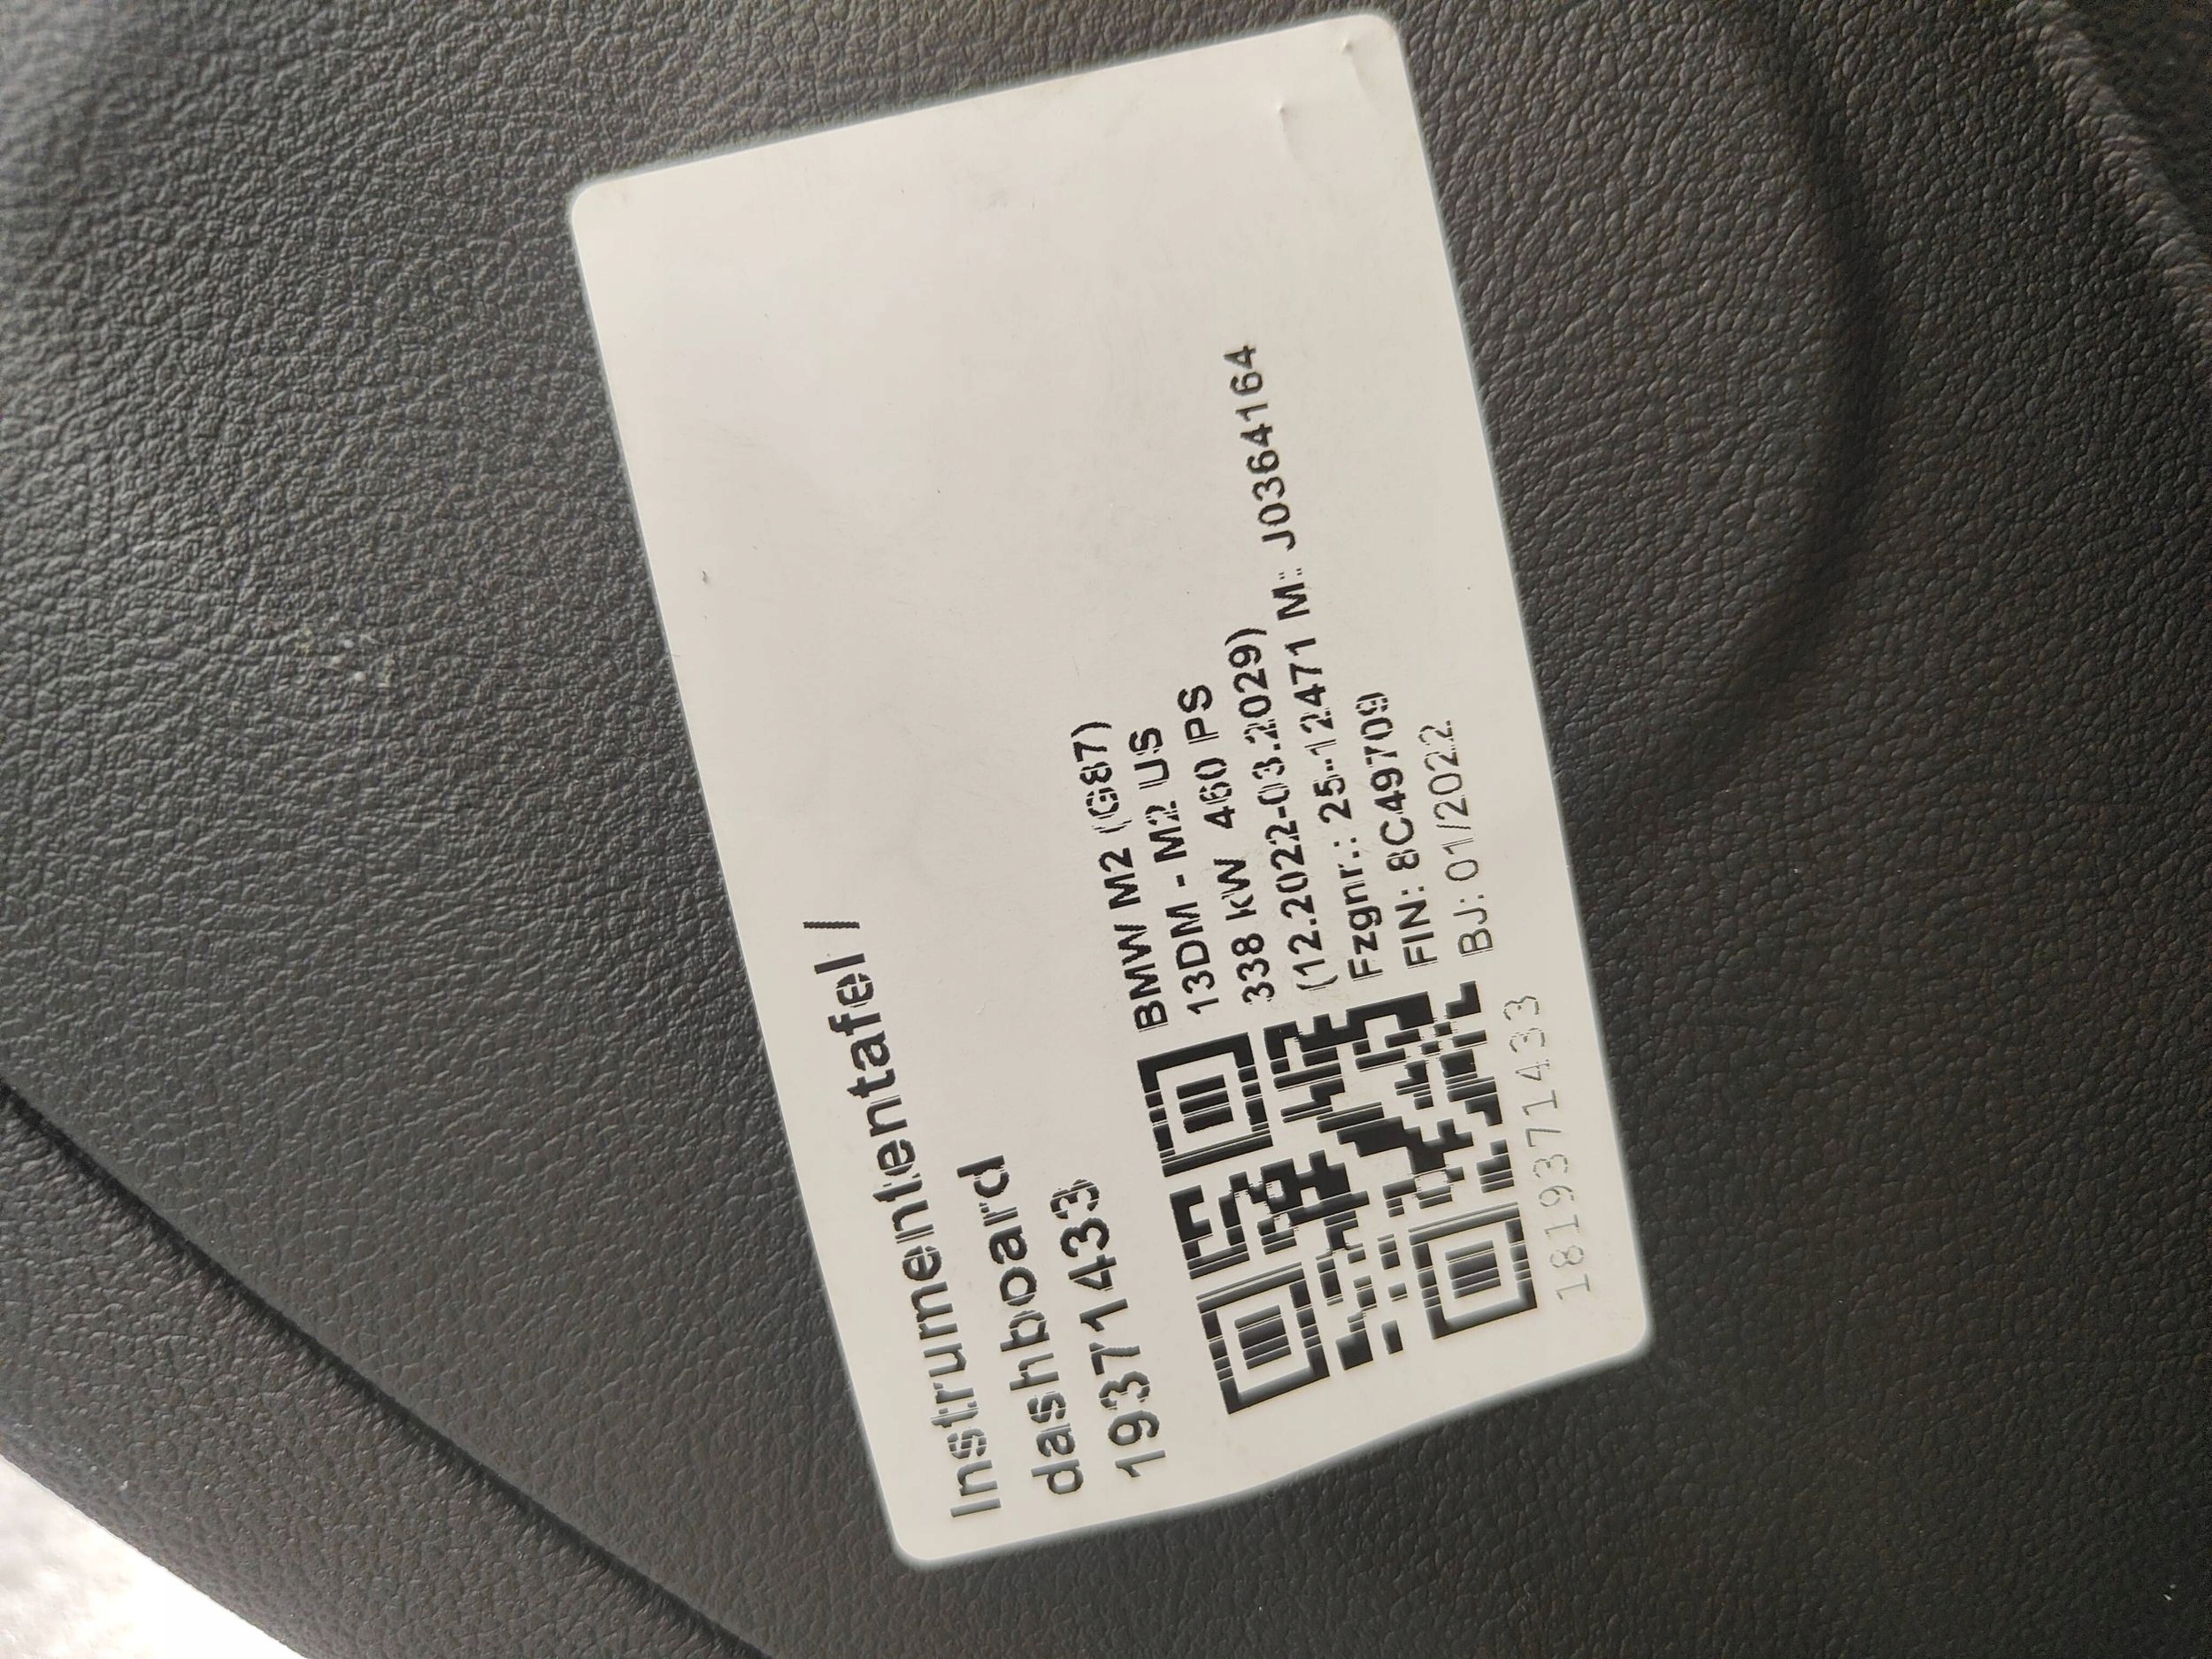 Instrumententafel /
dashboard
19371433
BMW M2 (G87)
13DM - M2 US
338 kW 460 PS
(12.2022-03.2029)
Fzgnr.: 25-12471 M: J0364164
FIN: 8C49709
BJ: 01/2022
1819371433